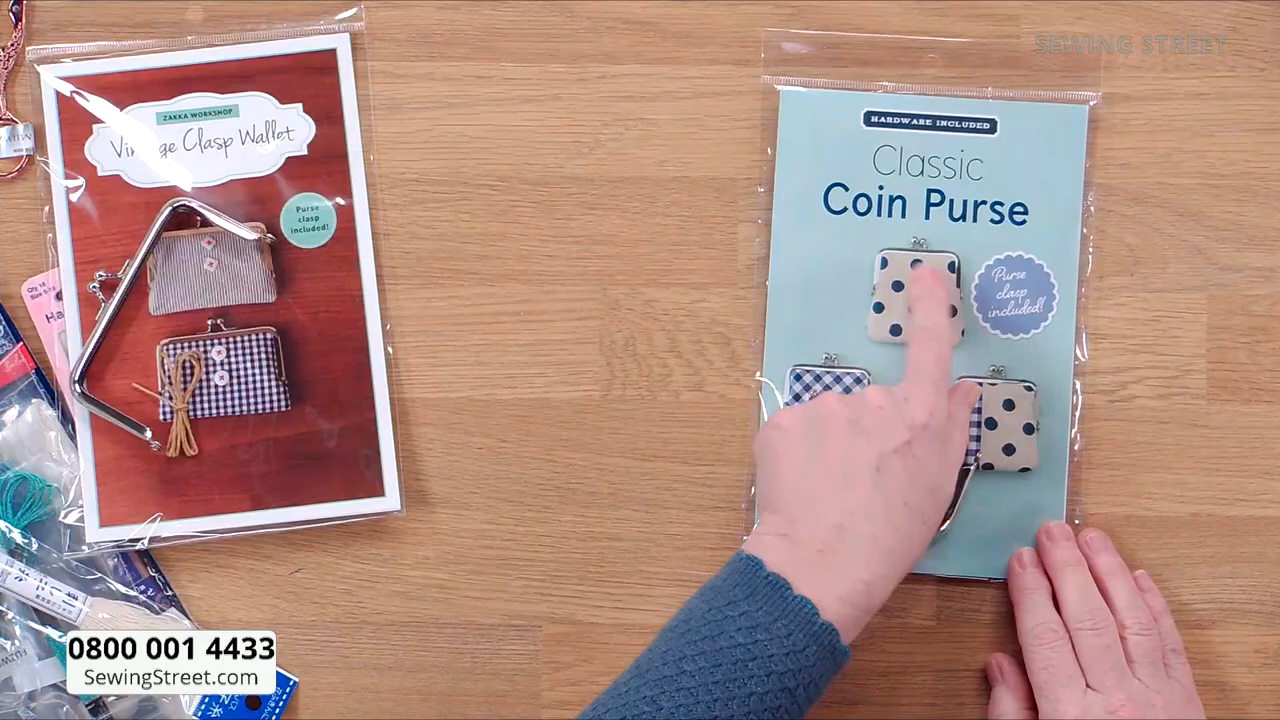 SEWING STREET
ZAKKA WORKSHOP
Vintage Clasp Wallet
Purse
clasp
included!
HARDWARE INCLUDED
Classic
Coin Purse
Purse
clasp
included!
0800 001 4433
SewingStreet.com